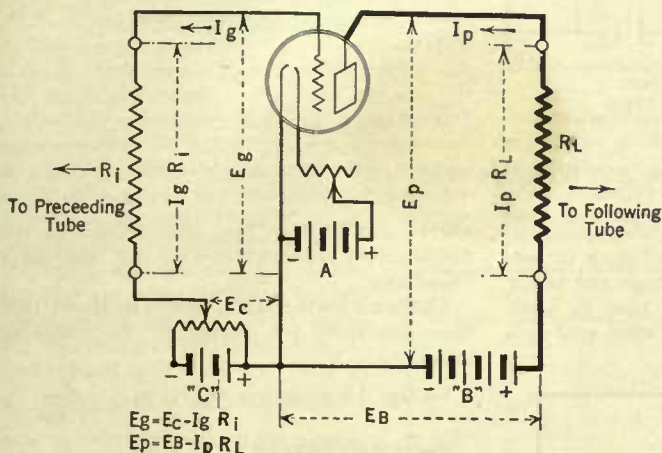 Ig
Ip
Ri
Ig Ri
Eg
Ep
Ip RL
RL
To Preceeding
Tube
To Following
Tube
- A +
Ec
- "C" +
- "B" +
EB
Eg=Ec-Ig Ri
Ep=EB-Ip RL